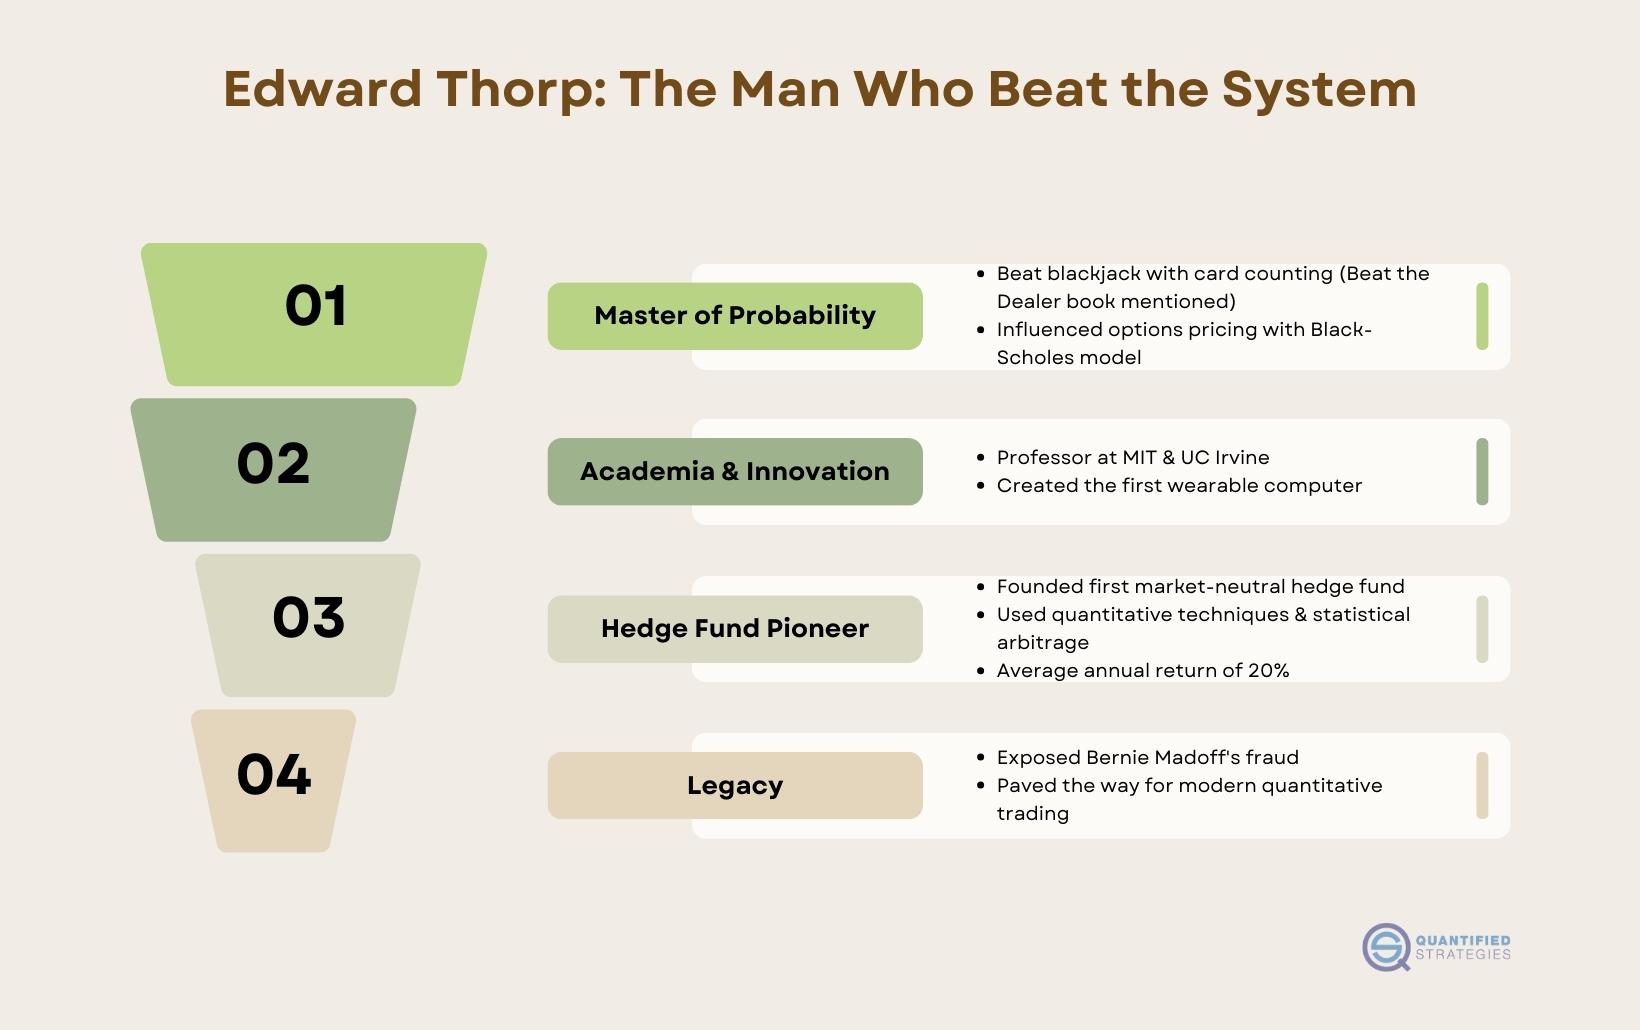 Edward Thorp: The Man Who Beat the System
01
Master of Probability
• Beat blackjack with card counting (Beat the
Dealer book mentioned)
• Influenced options pricing with Black-
Scholes model
02
Academia & Innovation
• Professor at MIT & UC Irvine
• Created the first wearable computer
03
Hedge Fund Pioneer
• Founded first market-neutral hedge fund
• Used quantitative techniques & statistical
arbitrage
• Average annual return of 20%
04
Legacy
• Exposed Bernie Madoff's fraud
• Paved the way for modern quantitative
trading
QUANTIFIED
STRATEGIES